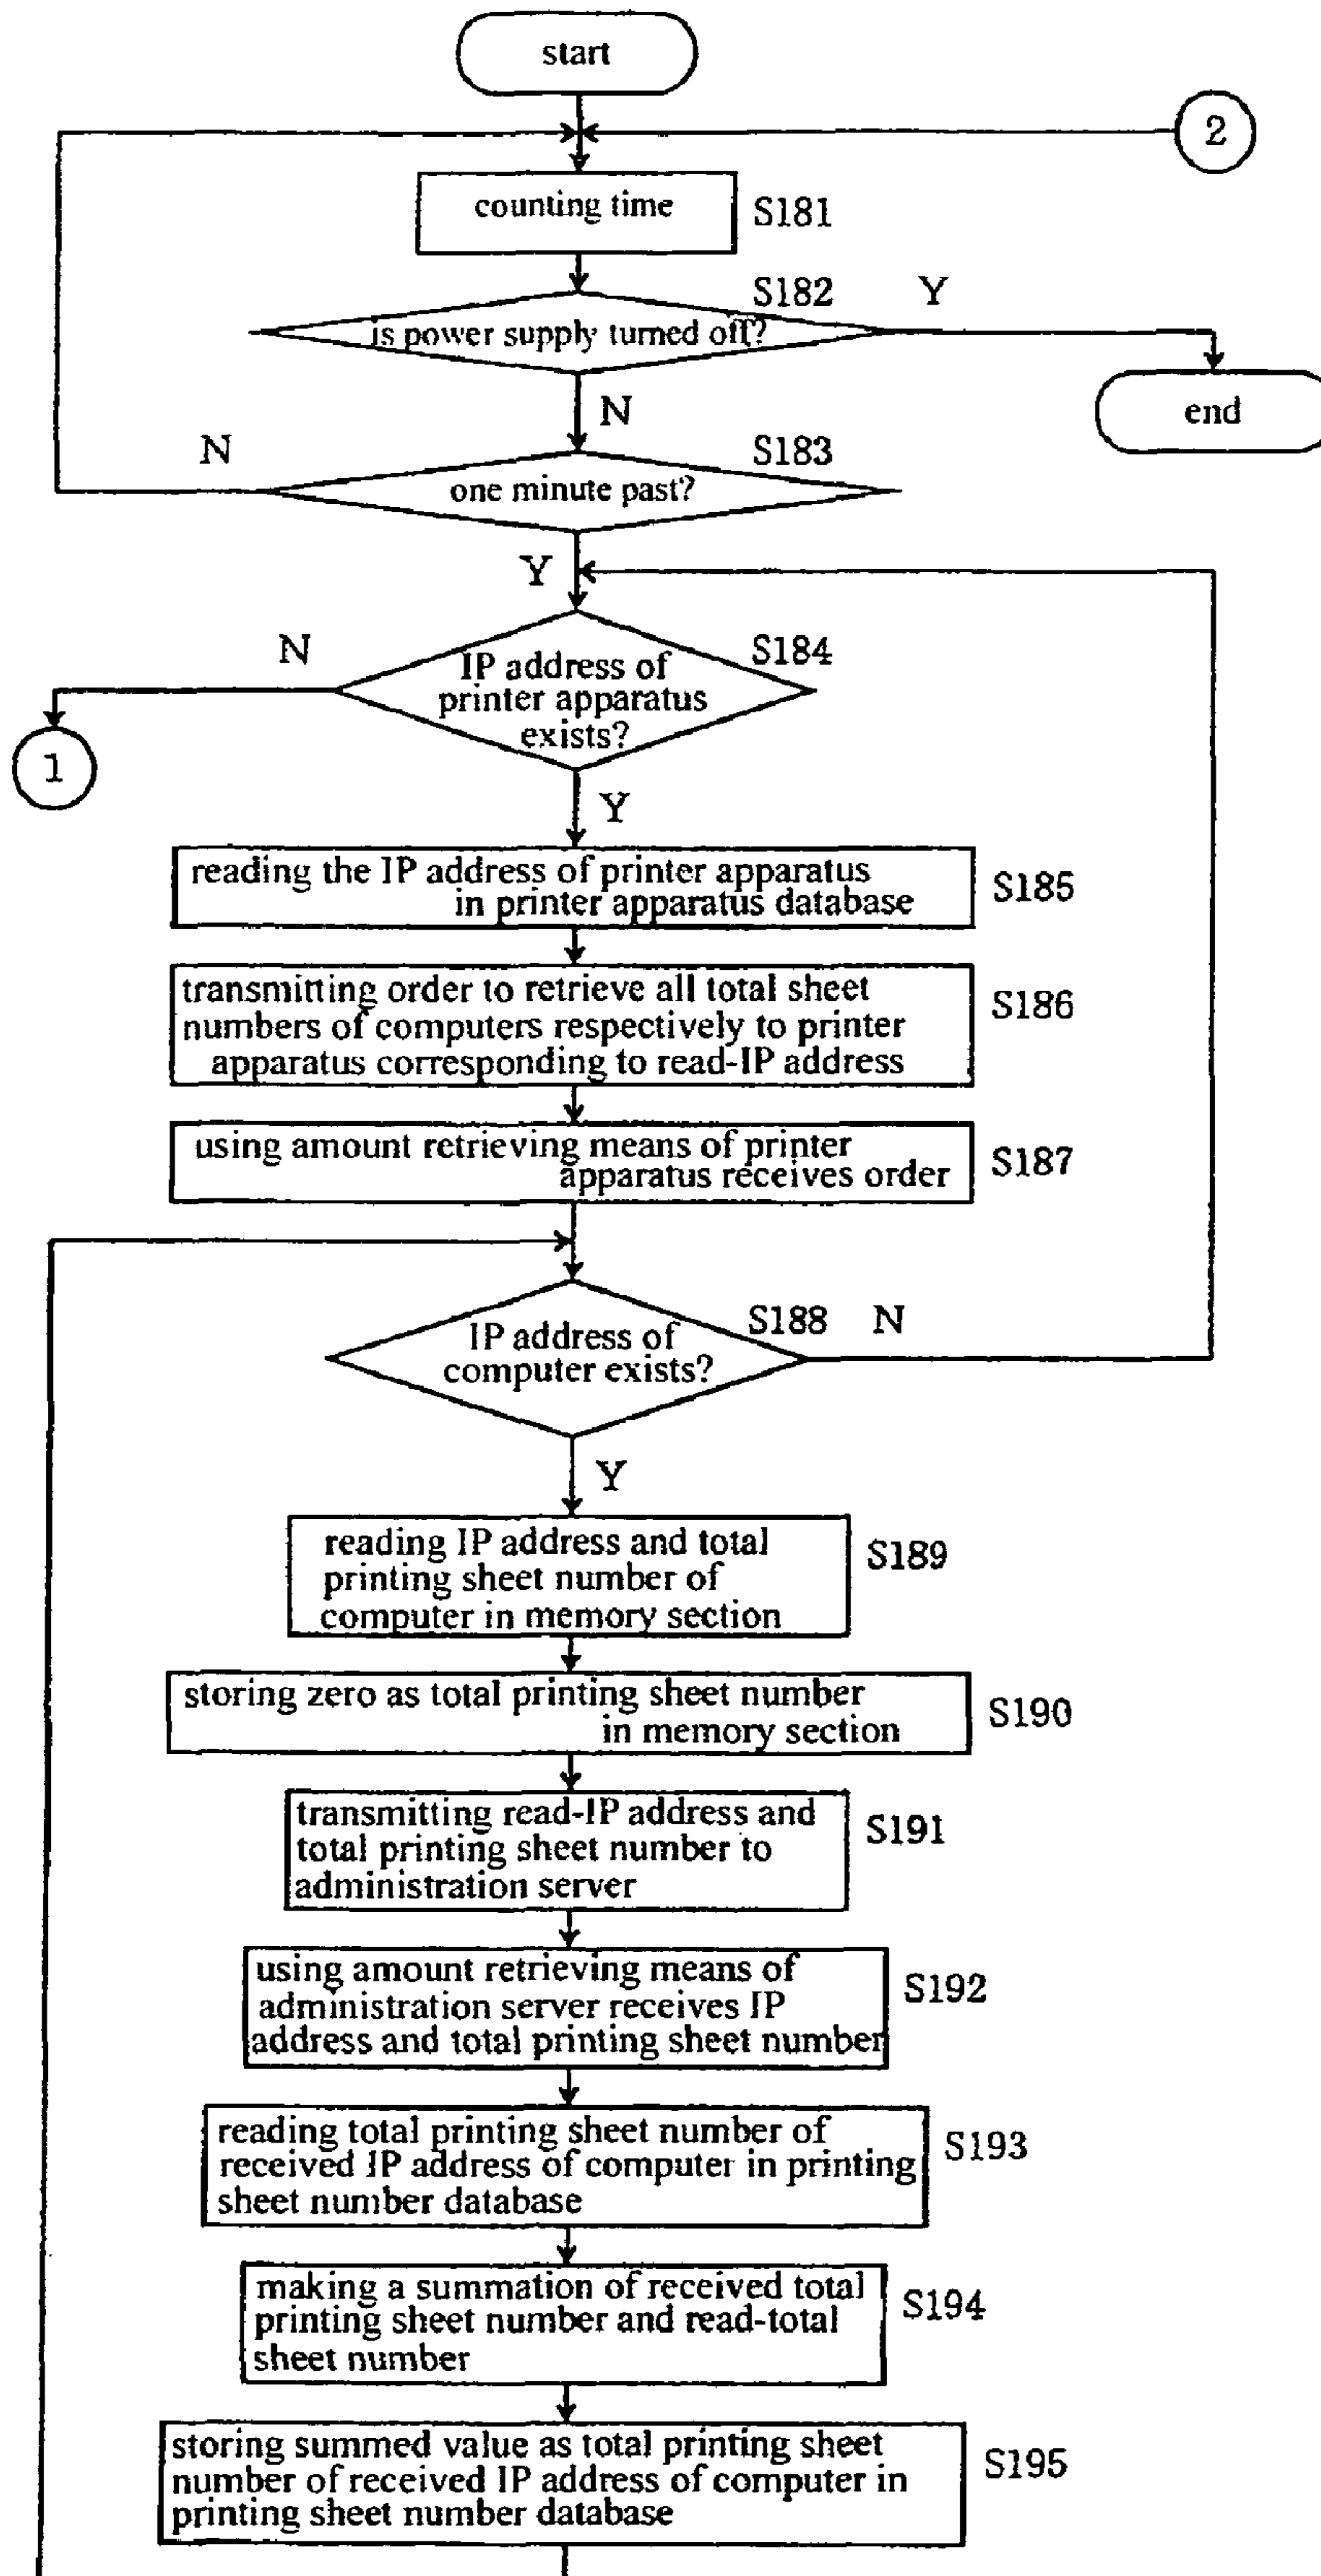 start
2
counting time
S181
S182
Y
is power supply turned off?
end
N
N
S183
one minute past?
Y
N
S184
IP address of
printer apparatus
exists?
1
Y
reading the IP address of printer apparatus
in printer apparatus database
S185
transmitting order to retrieve all total sheet
numbers of computers respectively to printer
apparatus corresponding to read-IP address
S186
using amount retrieving means of printer
apparatus receives order
S187
S188
N
IP address of
computer exists?
Y
reading IP address and total
printing sheet number of
computer in memory section
S189
storing zero as total printing sheet number
in memory section
S190
transmitting read-IP address and
total printing sheet number to
administration server
S191
using amount retrieving means of
administration server receives IP
address and total printing sheet number
S192
reading total printing sheet number of
received IP address of computer in printing
sheet number database
S193
making a summation of received total
printing sheet number and read-total
sheet number
S194
storing summed value as total printing sheet
number of received IP address of computer in
printing sheet number database
S195